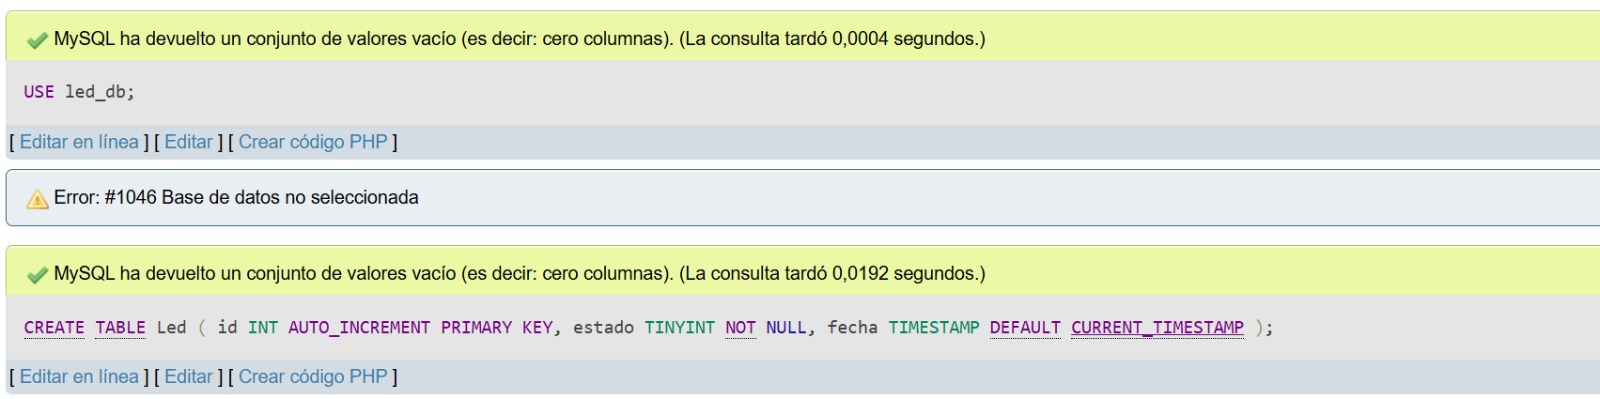 MySQL ha devuelto un conjunto de valores vacío (es decir: cero columnas). (La consulta tardó 0,0004 segundos.)
USE led_db;
[ Editar en línea ] [ Editar ] [ Crear código PHP ]
Error: #1046 Base de datos no seleccionada
MySQL ha devuelto un conjunto de valores vacío (es decir: cero columnas). (La consulta tardó 0,0192 segundos.)
CREATE TABLE Led ( id INT AUTO_INCREMENT PRIMARY KEY, estado TINYINT NOT NULL, fecha TIMESTAMP DEFAULT CURRENT_TIMESTAMP );
[ Editar en línea ] [ Editar ] [ Crear código PHP ]